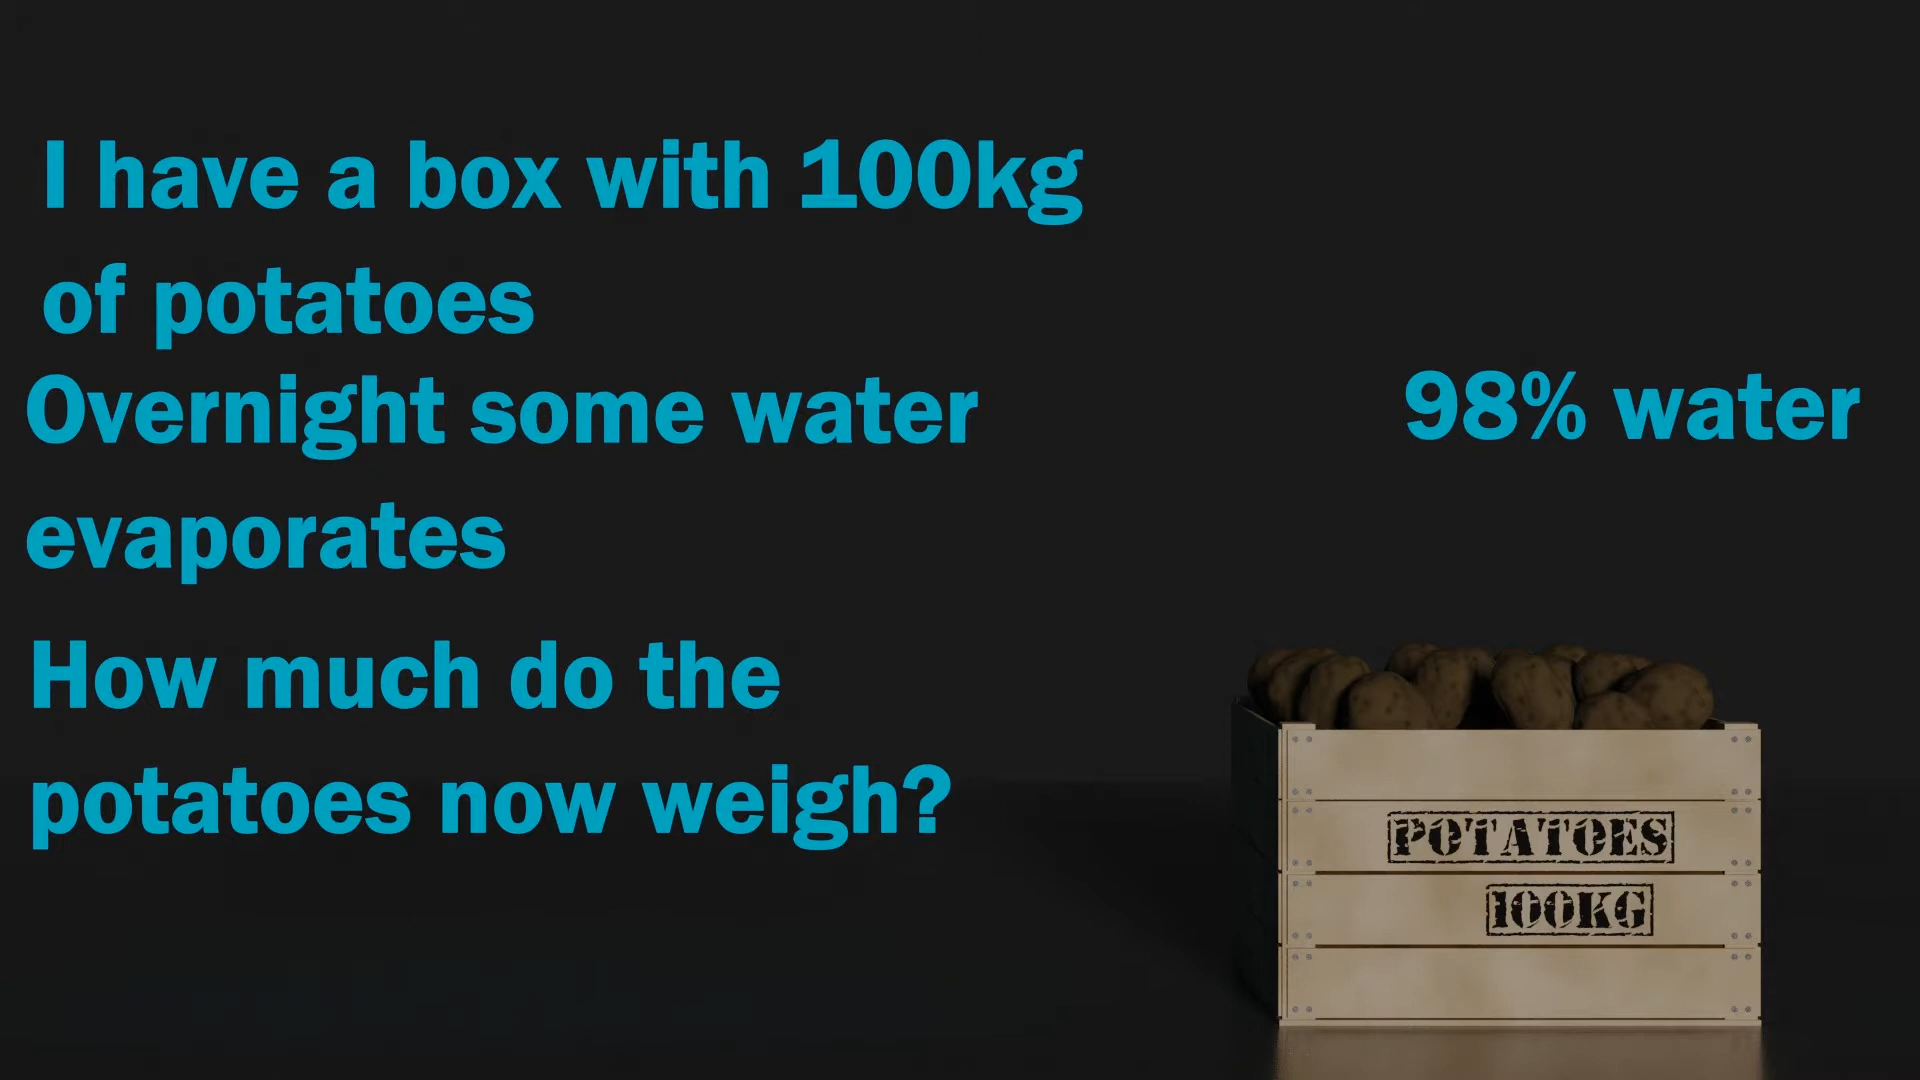 I have a box with 100kg
of potatoes
Overnight some water
evaporates
98% water
How much do the
potatoes now weigh?
POTATOES
100KG